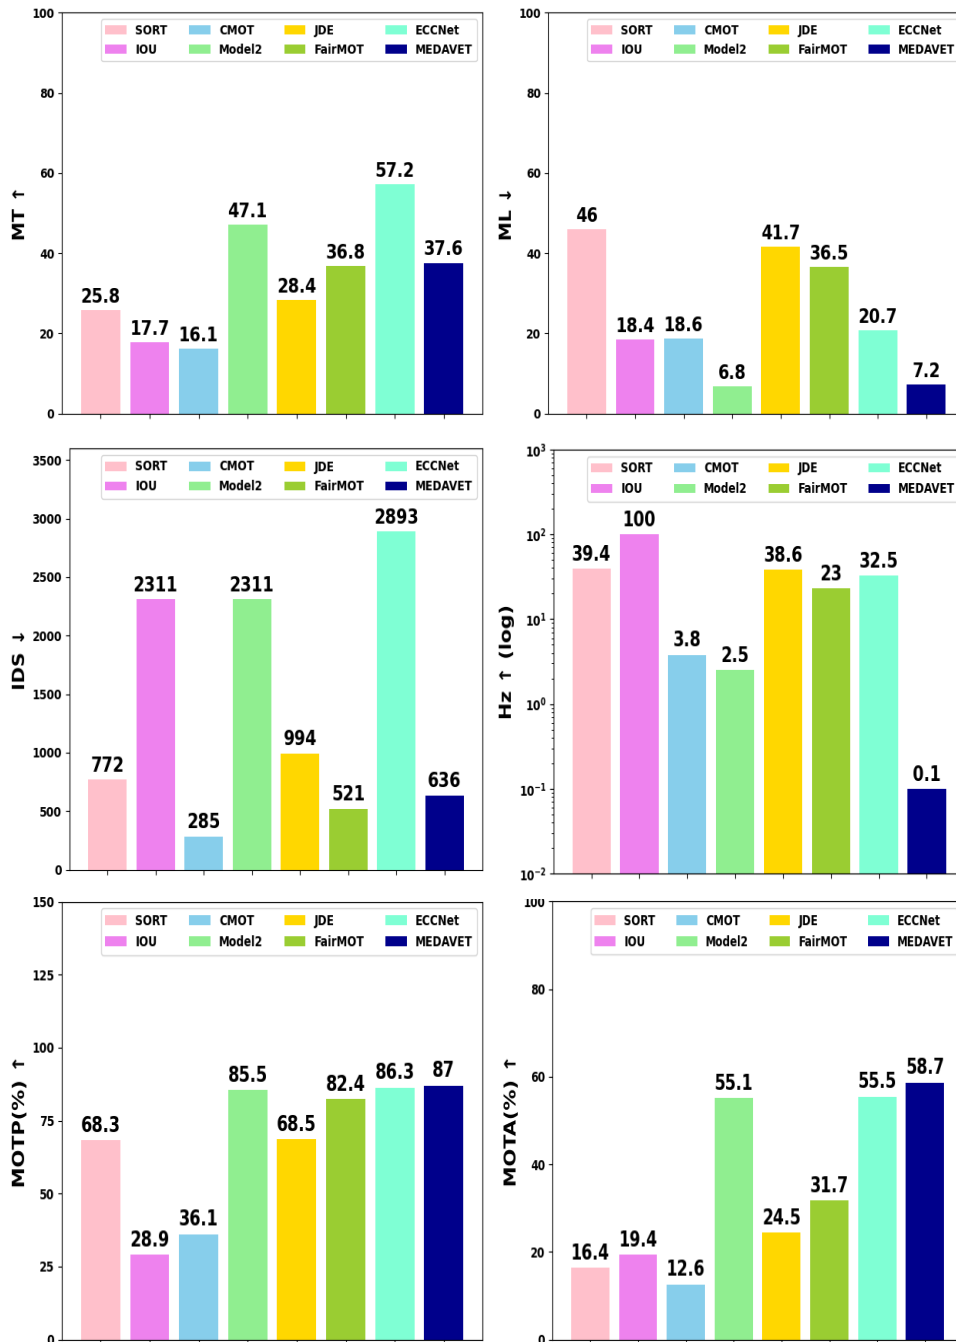 SORT CMOT JDE ECCNet
IOU Model2 FairMOT MEDAVET
MT ↑
100
80
60
40
20
0
25.8 17.7 16.1 47.1 28.4 36.8 57.2 37.6
SORT CMOT JDE ECCNet
IOU Model2 FairMOT MEDAVET
ML ↓
100
80
60
40
20
0
46 18.4 18.6 6.8 41.7 36.5 20.7 7.2
SORT CMOT JDE ECCNet
IOU Model2 FairMOT MEDAVET
IDS ↓
3500
3000
2500
2000
1500
1000
500
0
772 2311 285 2311 994 521 2893 636
SORT CMOT JDE ECCNet
IOU Model2 FairMOT MEDAVET
Hz ↑ (log)
10³
10²
10¹
10⁰
10⁻¹
10⁻²
39.4 100 3.8 2.5 38.6 23 32.5 0.1
SORT CMOT JDE ECCNet
IOU Model2 FairMOT MEDAVET
MOTP(%) ↑
150
125
100
75
50
25
0
68.3 28.9 36.1 85.5 68.5 82.4 86.3 87
SORT CMOT JDE ECCNet
IOU Model2 FairMOT MEDAVET
MOTA(%) ↑
100
80
60
40
20
0
16.4 19.4 12.6 55.1 24.5 31.7 55.5 58.7